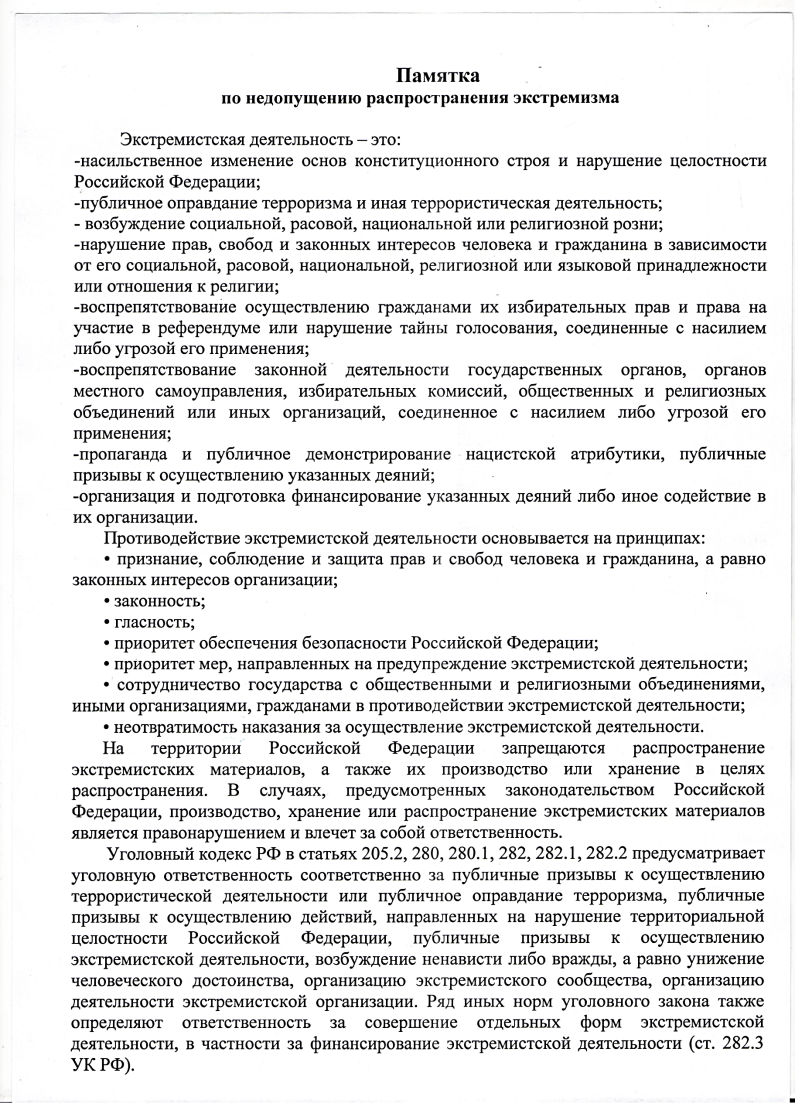 Памятка
по недопущению распространения экстремизма
Экстремистская деятельность – это:
-насильственное изменение основ конституционного строя и нарушение целостности
Российской Федерации;
-публичное оправдание терроризма и иная террористическая деятельность;
- возбуждение социальной, расовой, национальной или религиозной розни;
-нарушение прав, свобод и законных интересов человека и гражданина в зависимости
от его социальной, расовой, национальной, религиозной или языковой принадлежности
или отношения к религии;
-воспрепятствование осуществлению гражданами их избирательных прав и права на
участие в референдуме или нарушение тайны голосования, соединенные с насилием
либо угрозой его применения;
-воспрепятствование законной деятельности государственных органов, органов
местного самоуправления, избирательных комиссий, общественных и религиозных
объединений или иных организаций, соединенное с насилием либо угрозой его
применения;
-пропаганда и публичное демонстрирование нацистской атрибутики, публичные
призывы к осуществлению указанных деяний;
-организация и подготовка финансирование указанных деяний либо иное содействие в
их организации.
Противодействие экстремистской деятельности основывается на принципах:
• признание, соблюдение и защита прав и свобод человека и гражданина, а равно
законных интересов организации;
• законность;
• гласность;
• приоритет обеспечения безопасности Российской Федерации;
• приоритет мер, направленных на предупреждение экстремистской деятельности;
• сотрудничество государства с общественными и религиозными объединениями,
иными организациями, гражданами в противодействии экстремистской деятельности;
• неотвратимость наказания за осуществление экстремистской деятельности.
На территории Российской Федерации запрещаются распространение
экстремистских материалов, а также их производство или хранение в целях
распространения. В случаях, предусмотренных законодательством Российской
Федерации, производство, хранение или распространение экстремистских материалов
является правонарушением и влечет за собой ответственность.
Уголовный кодекс РФ в статьях 205.2, 280, 280.1, 282, 282.1, 282.2 предусматривает
уголовную ответственность соответственно за публичные призывы к осуществлению
террористической деятельности или публичное оправдание терроризма, публичные
призывы к осуществлению действий, направленных на нарушение территориальной
целостности Российской Федерации, публичные призывы к осуществлению
экстремистской деятельности, возбуждение ненависти либо вражды, а равно унижение
человеческого достоинства, организацию экстремистского сообщества, организацию
деятельности экстремистской организации. Ряд иных норм уголовного закона также
определяют ответственность за совершение отдельных форм экстремистской
деятельности, в частности за финансирование экстремистской деятельности (ст. 282.3
УК РФ).